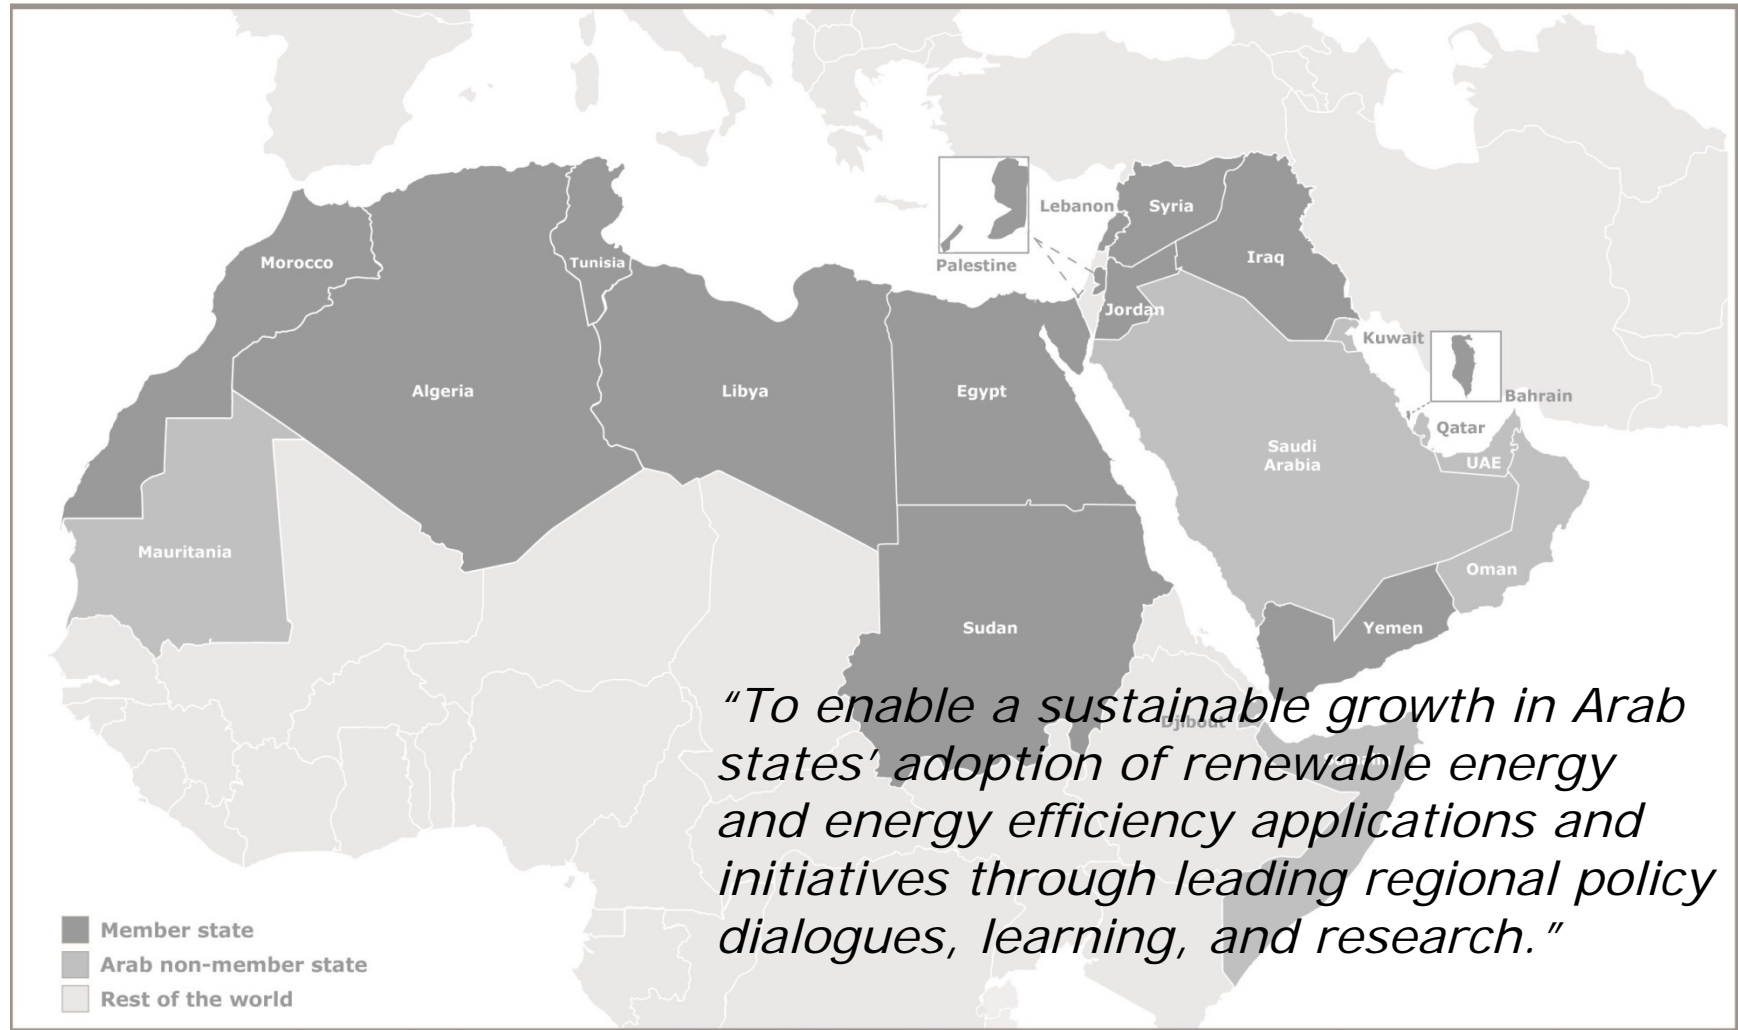 Lebanon
Syria
Morocco
Tunisia
Iraq
Palestine
Jordan
Kuwait
Algeria
Libya
Egypt
Bahrain
Qatar
Saudi
Arabia
UAE
Mauritania
Oman
Sudan
Yemen
“To enable a sustainable growth in Arab
Djibouti
states’ adoption of renewable energy
and energy efficiency applications and
initiatives through leading regional policy
dialogues, learning, and research.”
Member state
Arab non-member state
Rest of the world